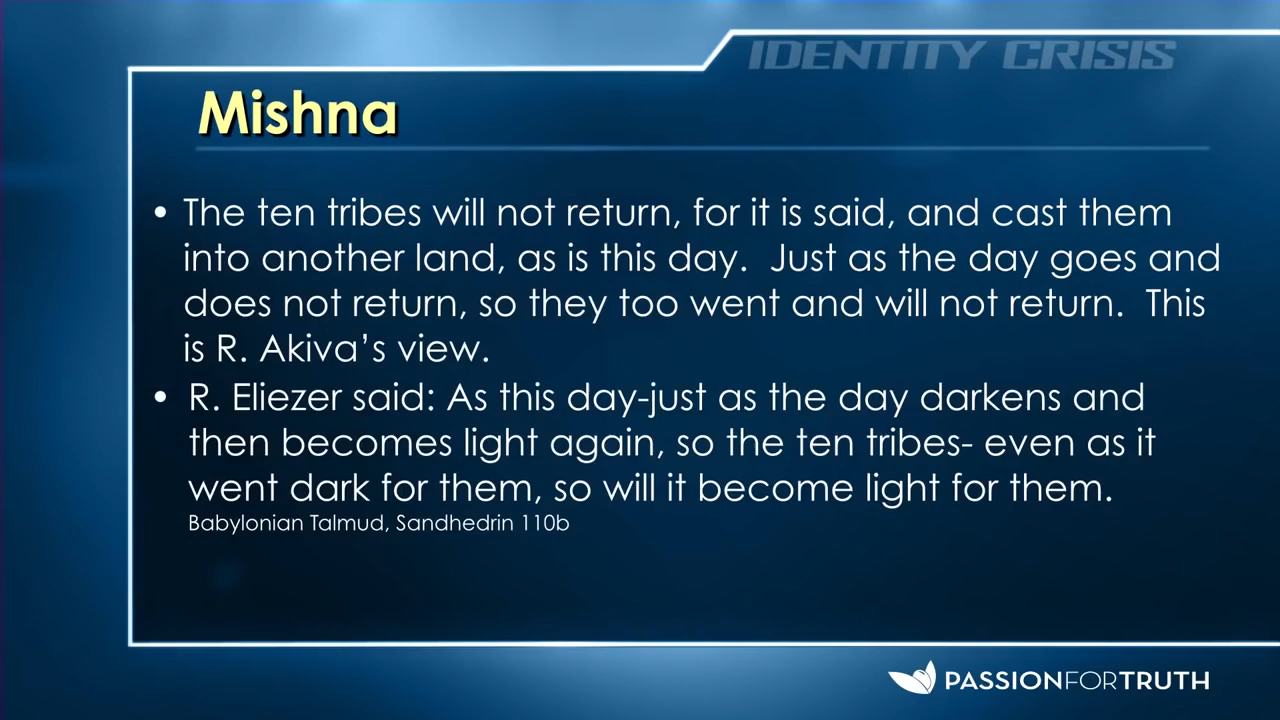 IDENTITY CRISIS
Mishna
• The ten tribes will not return, for it is said, and cast them
into another land, as is this day.  Just as the day goes and
does not return, so they too went and will not return.  This
is R. Akiva’s view.
• R. Eliezer said: As this day-just as the day darkens and
then becomes light again, so the ten tribes- even as it
went dark for them, so will it become light for them.
Babylonian Talmud, Sandhedrin 110b
PASSIONFORTRUTH